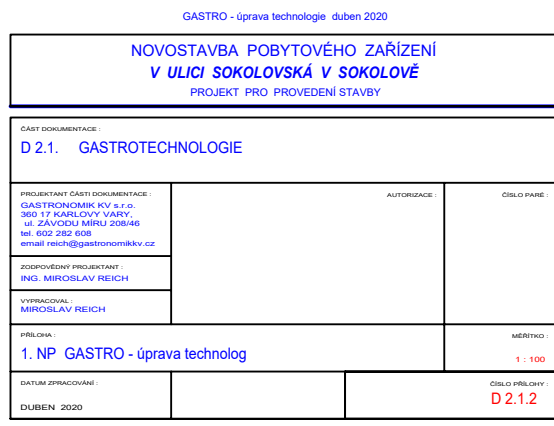 GASTRO - úprava technologie duben 2020
NOVOSTAVBA POBYTOVÉHO ZAŘÍZENÍ
V ULICI SOKOLOVSKÁ V SOKOLOVĚ
PROJEKT PRO PROVEDENÍ STAVBY
ČÁST DOKUMENTACE :
D 2.1. GASTROTECHNOLOGIE
PROJEKTANT ČÁSTI DOKUMENTACE :
GASTRONOMIK KV s.r.o.
360 17 KARLOVY VARY,
ul. ZÁVODU MÍRU 208/46
tel. 602 282 608
email reich@gastronomikkv.cz
AUTORIZACE :
ČÍSLO PARÉ :
ZODPOVĚDNÝ PROJEKTANT :
ING. MIROSLAV REICH
VYPRACOVAL :
MIROSLAV REICH
PŘÍLOHA :
1. NP GASTRO - úprava technolog
MĚŘÍTKO :
1 : 100
DATUM ZPRACOVÁNÍ :
DUBEN 2020
ČÍSLO PŘÍLOHY :
D 2.1.2